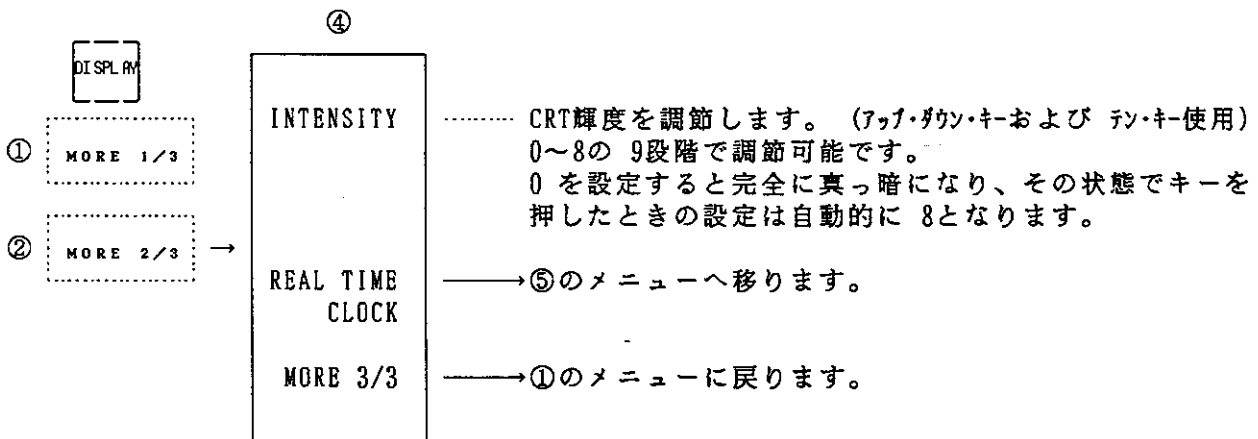 ④
DISPLAY
INTENSITY ……… CRT輝度を調節します。 (アップ・ダウン・キーおよび テン・キー使用)
① MORE 1/3
0~8の 9段階で調節可能です。
0 を設定すると完全に真っ暗になり、その状態でキーを
押したときの設定は自動的に 8となります。
② MORE 2/3 →
REAL TIME ⟶⑤のメニューへ移ります。
CLOCK
MORE 3/3 ⟶①のメニューに戻ります。